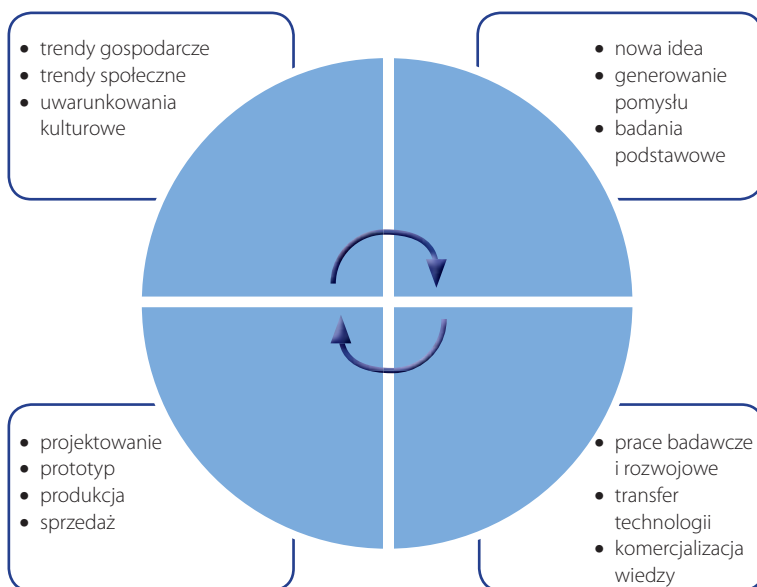 • trendy gospodarcze
• trendy społeczne
• uwarunkowania
kulturowe
• nowa idea
• generowanie
pomysłu
• badania
podstawowe
• projektowanie
• prototyp
• produkcja
• sprzedaż
• prace badawcze
i rozwojowe
• transfer
technologii
• komercjalizacja
wiedzy